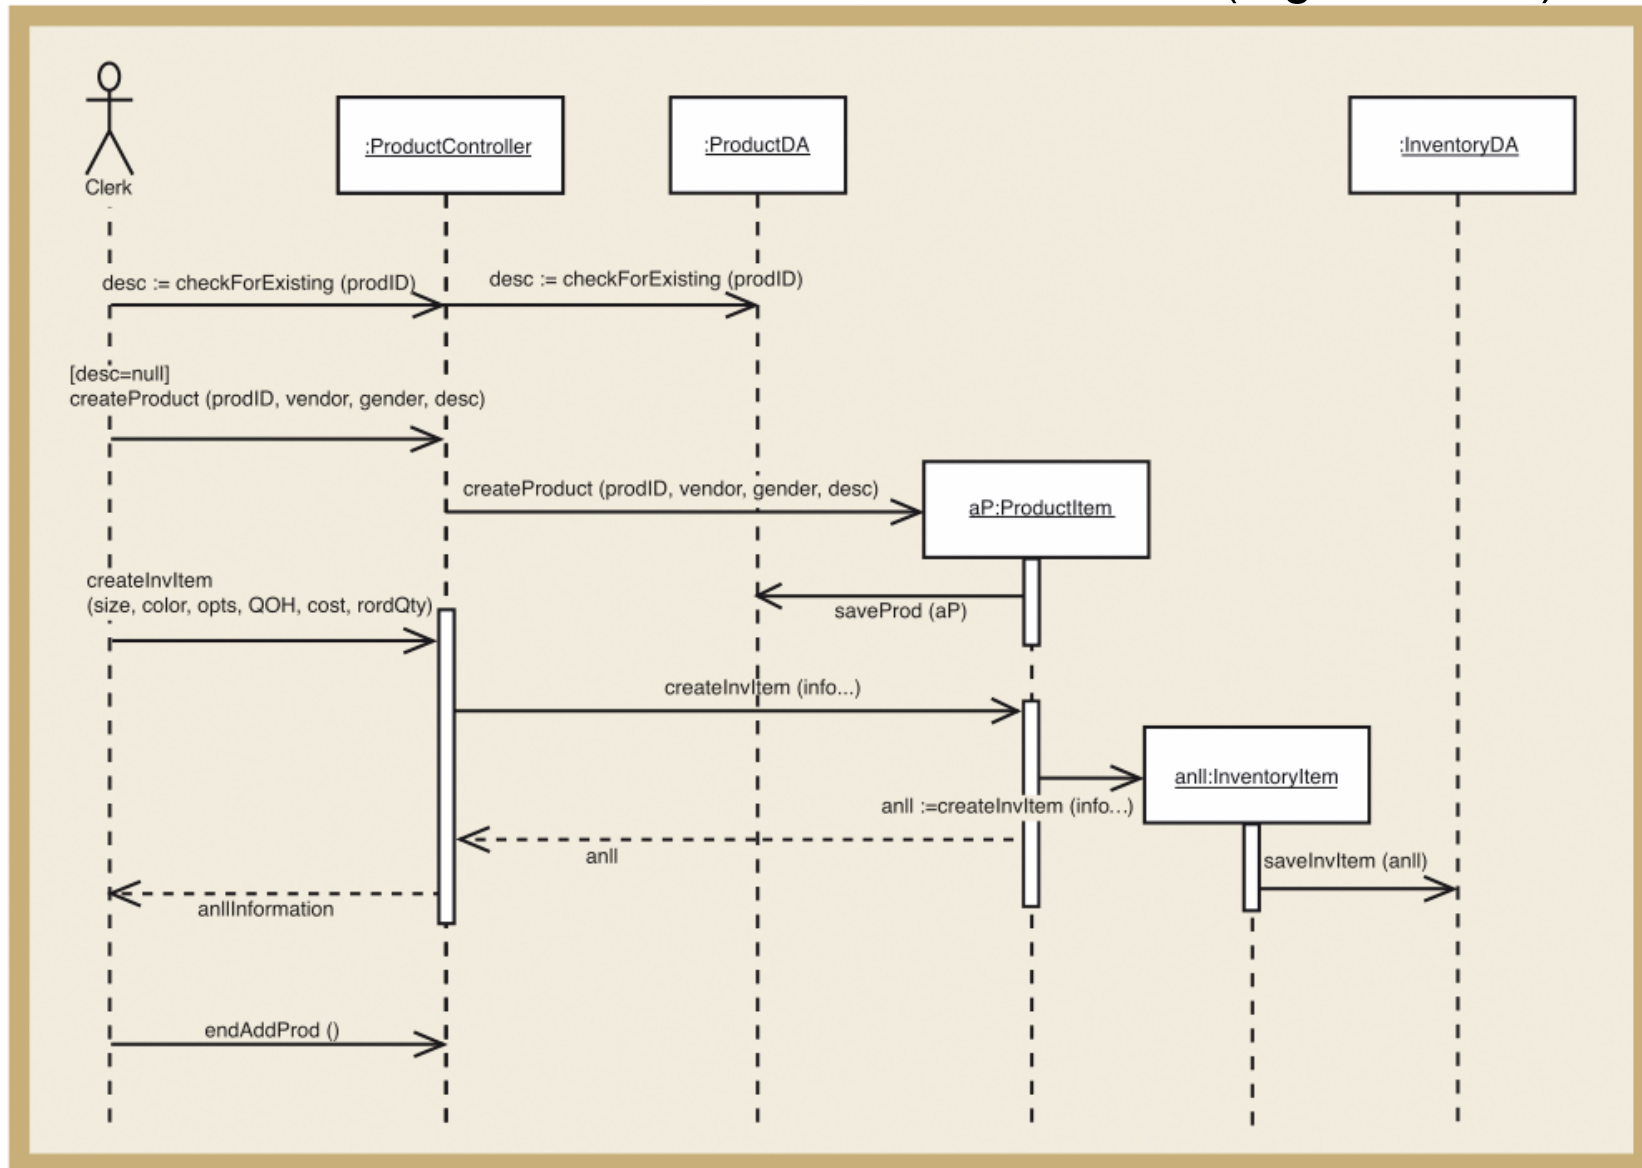 :ProductController
:ProductDA
:InventoryDA
Clerk
desc := checkForExisting (prodID)
desc := checkForExisting (prodID)
[desc=null]
createProduct (prodID, vendor, gender, desc)
createProduct (prodID, vendor, gender, desc)
aP:ProductItem
createInvItem
(size, color, opts, QOH, cost, rordQty)
saveProd (aP)
createInvItem (info...)
anII:InventoryItem
anII :=createInvItem (info...)
anII
saveInvItem (anII)
anIIInformation
endAddProd ()